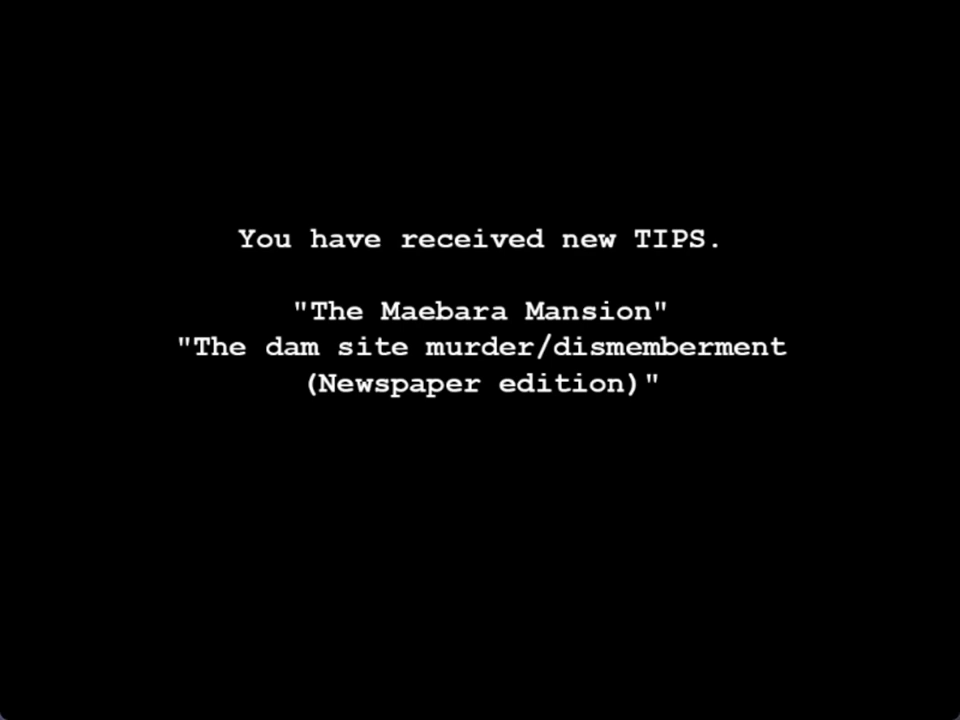 You have received new TIPS.
"The Maebara Mansion"
"The dam site murder/dismemberment
(Newspaper edition)"